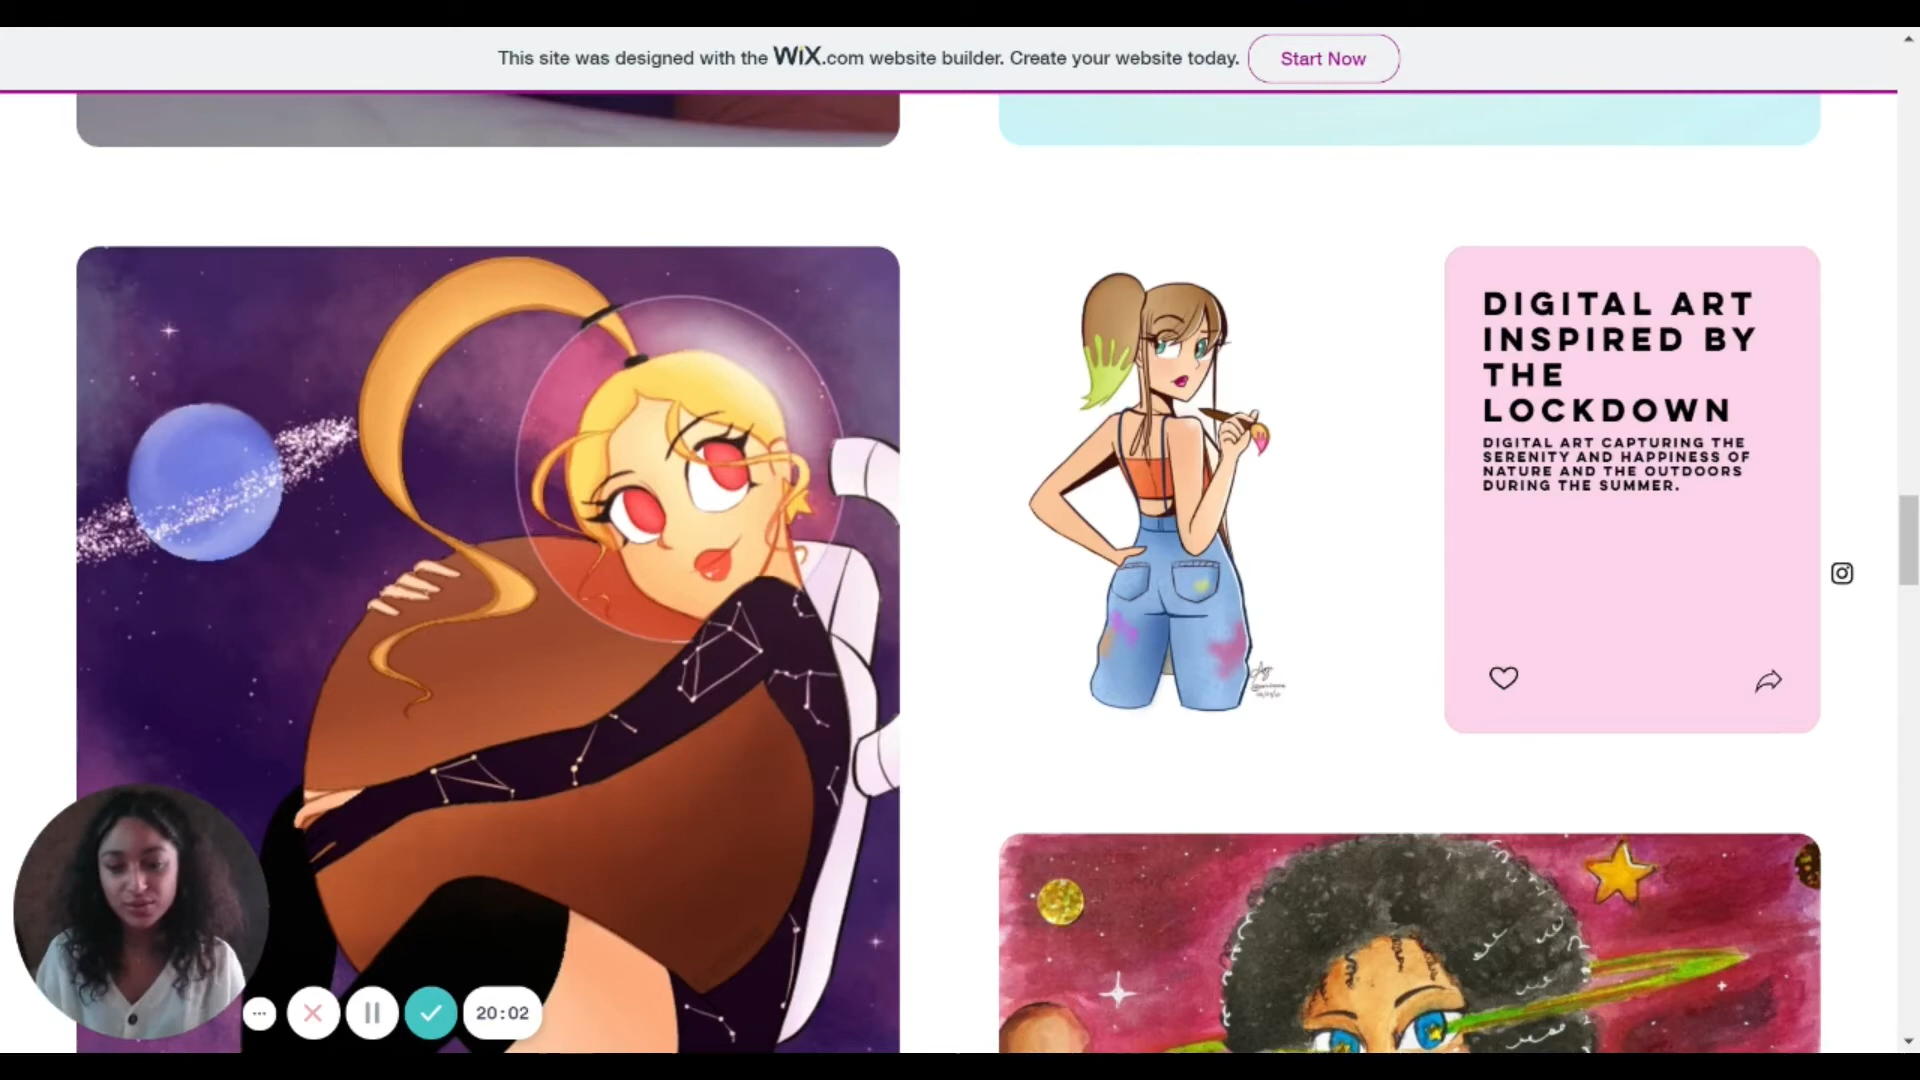 This site was designed with the WiX.com website builder. Create your website today. Start Now
DIGITAL ART
INSPIRED BY
THE
LOCKDOWN
DIGITAL ART CAPTURING THE
SERENITY AND HAPPINESS OF
NATURE AND THE OUTDOORS
DURING THE SUMMER.
20:02